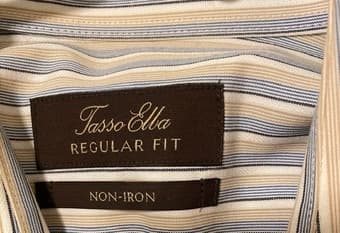 Tasso Elba
REGULAR FIT
NON-IRON